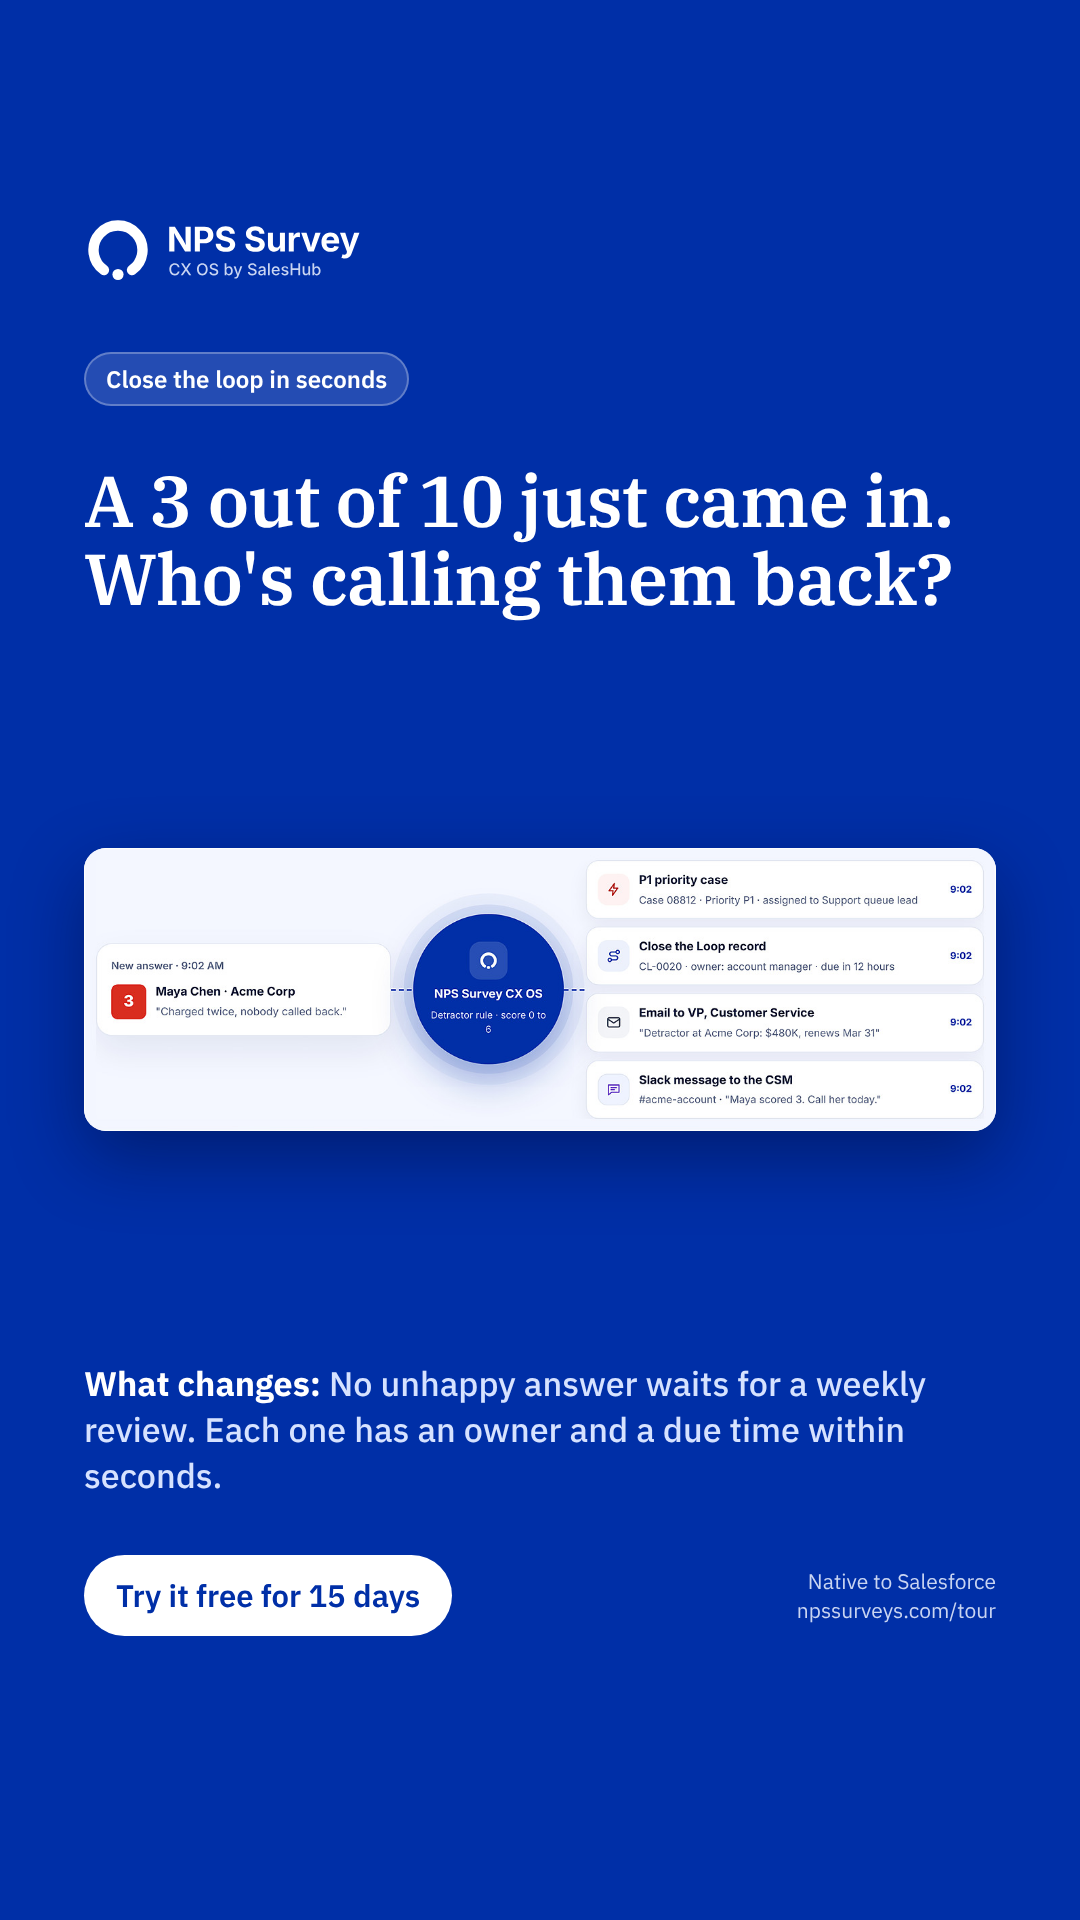 NPS Survey
CX OS by SalesHub
Close the loop in seconds
A 3 out of 10 just came in.
Who's calling them back?
New answer · 9:02 AM
3
Maya Chen · Acme Corp
"Charged twice, nobody called back."
NPS Survey CX OS
Detractor rule · score 0 to
6
P1 priority case
Case 08812 · Priority P1 · assigned to Support queue lead
9:02
Close the Loop record
CL-0020 · owner: account manager · due in 12 hours
9:02
Email to VP, Customer Service
"Detractor at Acme Corp: $480K, renews Mar 31"
9:02
Slack message to the CSM
#acme-account · "Maya scored 3. Call her today."
9:02
What changes: No unhappy answer waits for a weekly
review. Each one has an owner and a due time within
seconds.
Try it free for 15 days
Native to Salesforce
npssurveys.com/tour